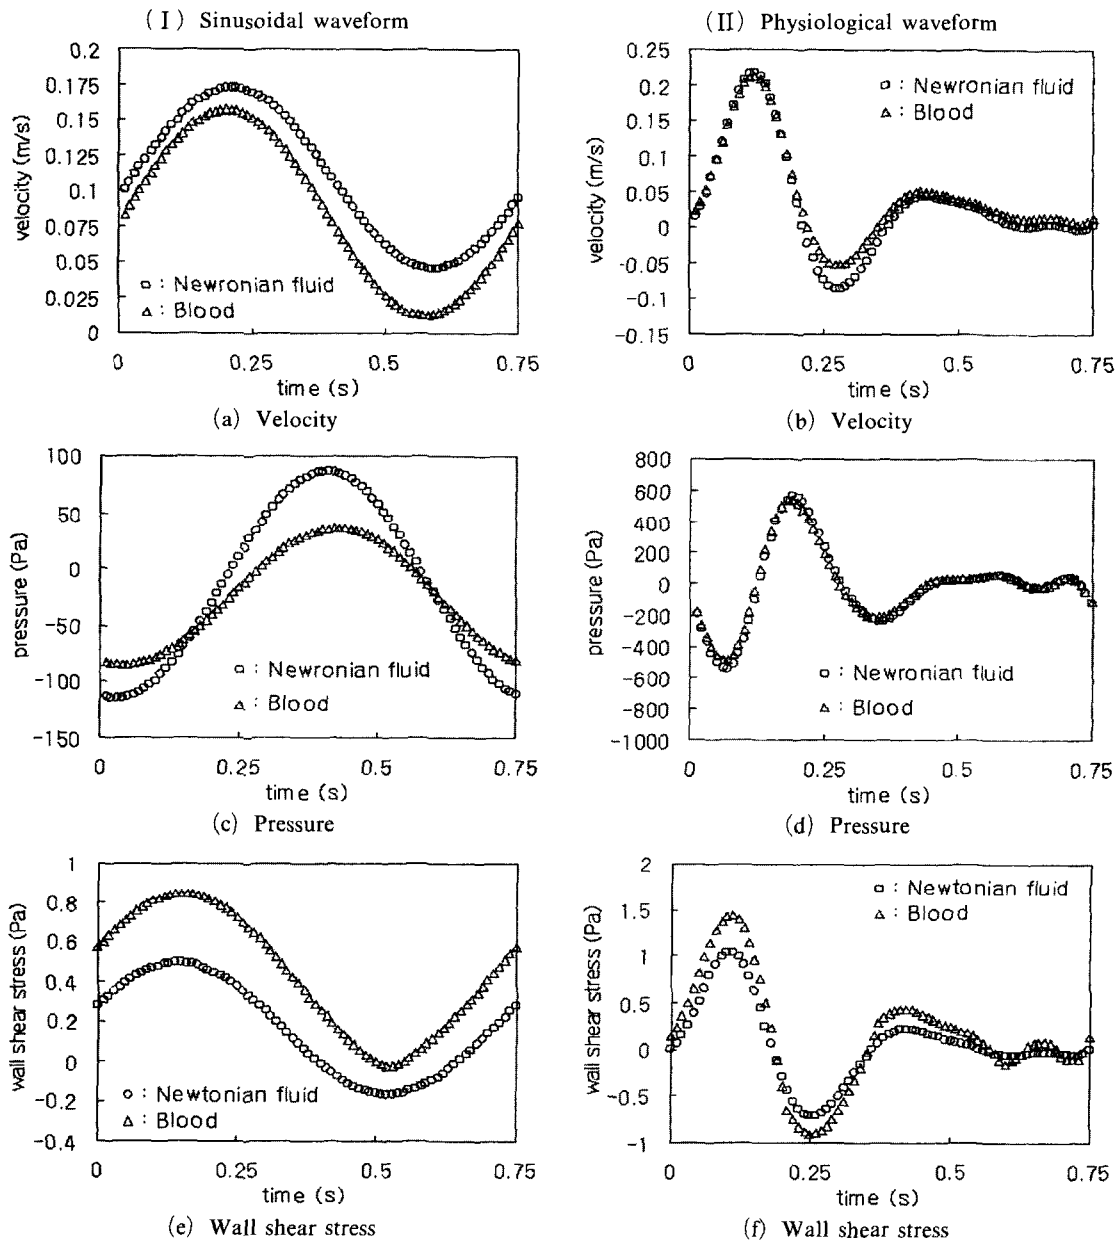 (Ⅰ) Sinusoidal waveform
(Ⅱ) Physiological waveform
0.2
0.175
0.15
0.125
0.1
0.075
0.05
0.025
0
velocity (m/s)
□ : Newronian fluid
△ : Blood
0 0.25 0.5 0.75
time (s)
(a) Velocity
0.25
0.2
0.15
0.1
0.05
0
-0.05
-0.1
-0.15
velocity (m/s)
□ : Newronian fluid
△ : Blood
0 0.25 0.5 0.75
time (s)
(b) Velocity
100
50
0
-50
-100
-150
pressure (Pa)
□ : Newronian fluid
△ : Blood
0 0.25 0.5 0.75
time (s)
(c) Pressure
800
600
400
200
0
-200
-400
-600
-800
-1000
pressure (Pa)
□ : Newronian fluid
△ : Blood
0 0.25 0.5 0.75
time (s)
(d) Pressure
1
0.8
0.6
0.4
0.2
0
-0.2
-0.4
wall shear stress (Pa)
○ : Newtonian fluid
△ : Blood
0 0.25 0.5 0.75
time (s)
(e) Wall shear stress
2
1.5
1
0.5
0
-0.5
-1
wall shear stress (Pa)
□ : Newtonian fluid
△ : Blood
0 0.25 0.5 0.75
time (s)
(f) Wall shear stress